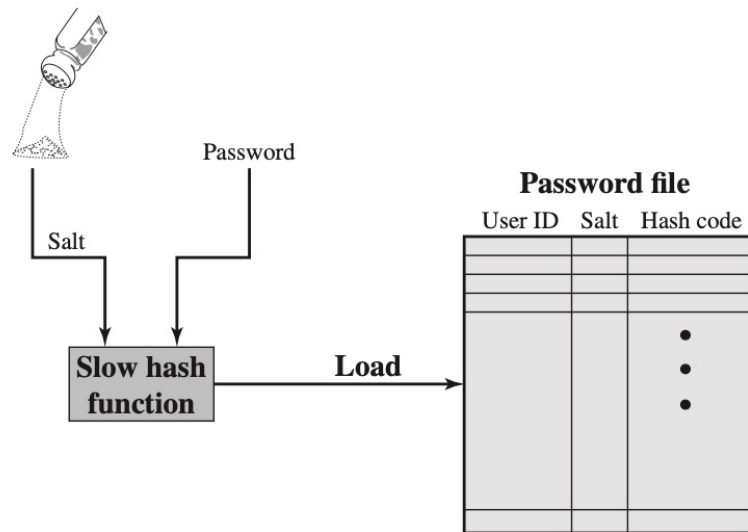 Password
Password file
User ID Salt Hash code
Salt
Slow hash
function
Load